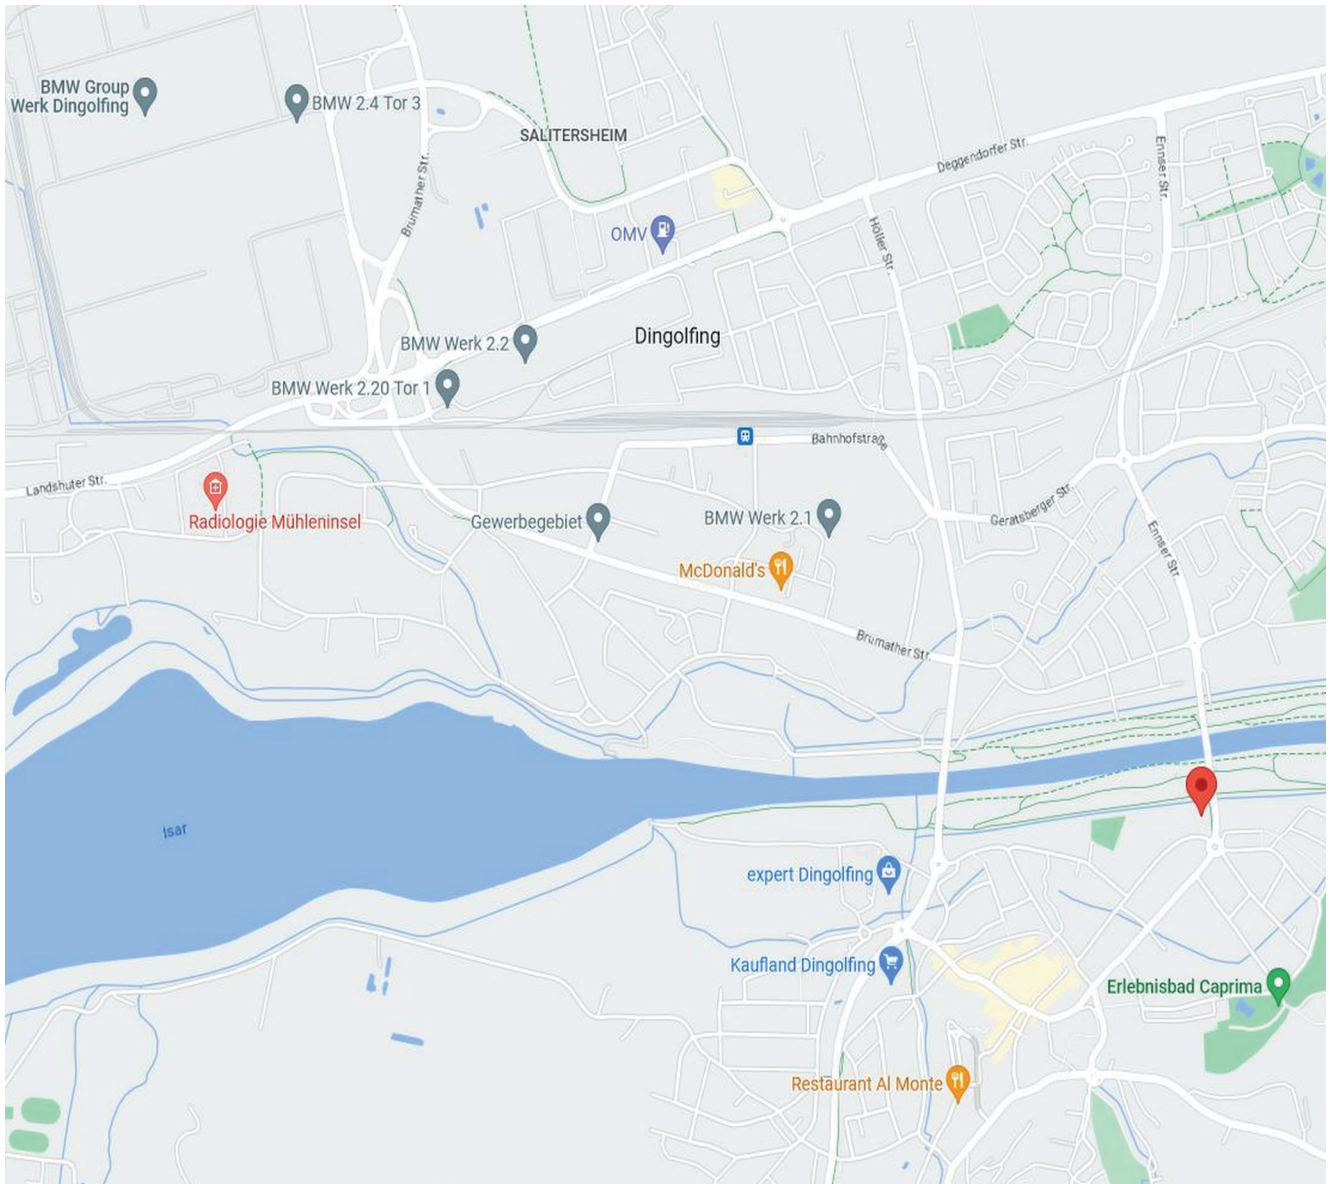 BMW Group
Werk Dingolfing
BMW 2.4 Tor 3
SALITERSHEIM
Deggendorfer Str.
Ennser Str.
Brumather Str.
OMV
Höller Str.
BMW Werk 2.2
Dingolfing
BMW Werk 2.20 Tor 1
Bahnhofstraße
Landshuter Str.
Radiologie Mühleninsel
Gewerbegebiet
BMW Werk 2.1
Geratsberger Str.
Ennser Str.
McDonald's
Brumather Str.
Isar
expert Dingolfing
Kaufland Dingolfing
Erlebnisbad Caprima
Restaurant Al Monte